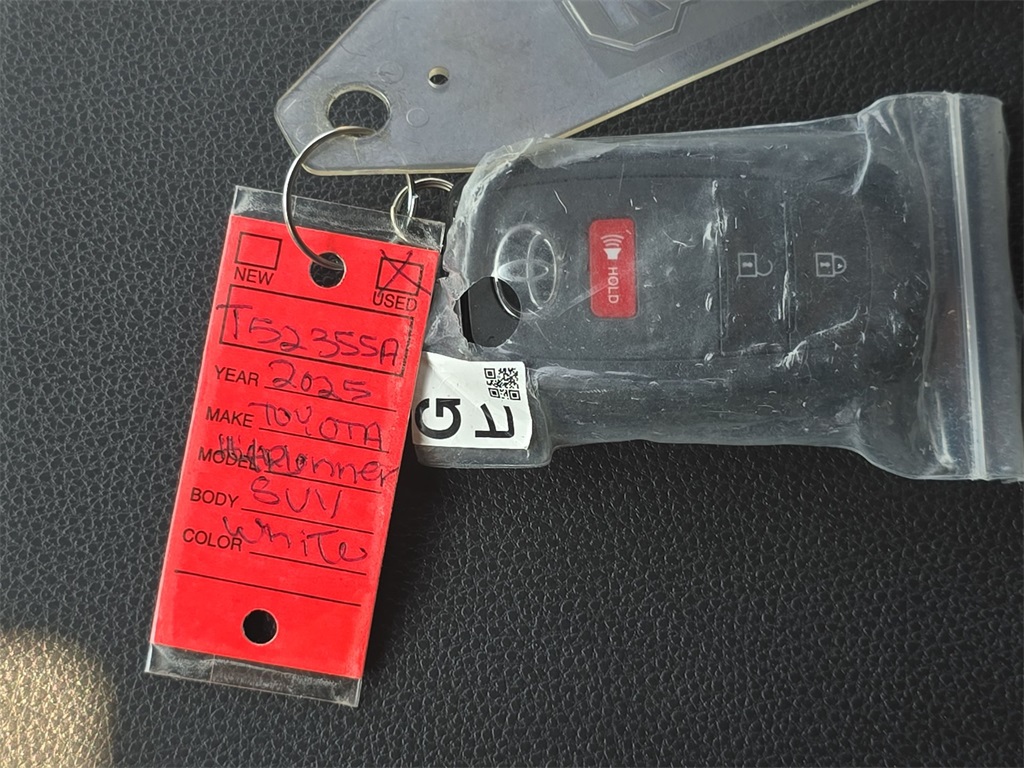 NEW
USED
T52355A
YEAR 2025
MAKE TOYOTA
MODEL 4Runner
BODY SUV
COLOR White
HOLD
G